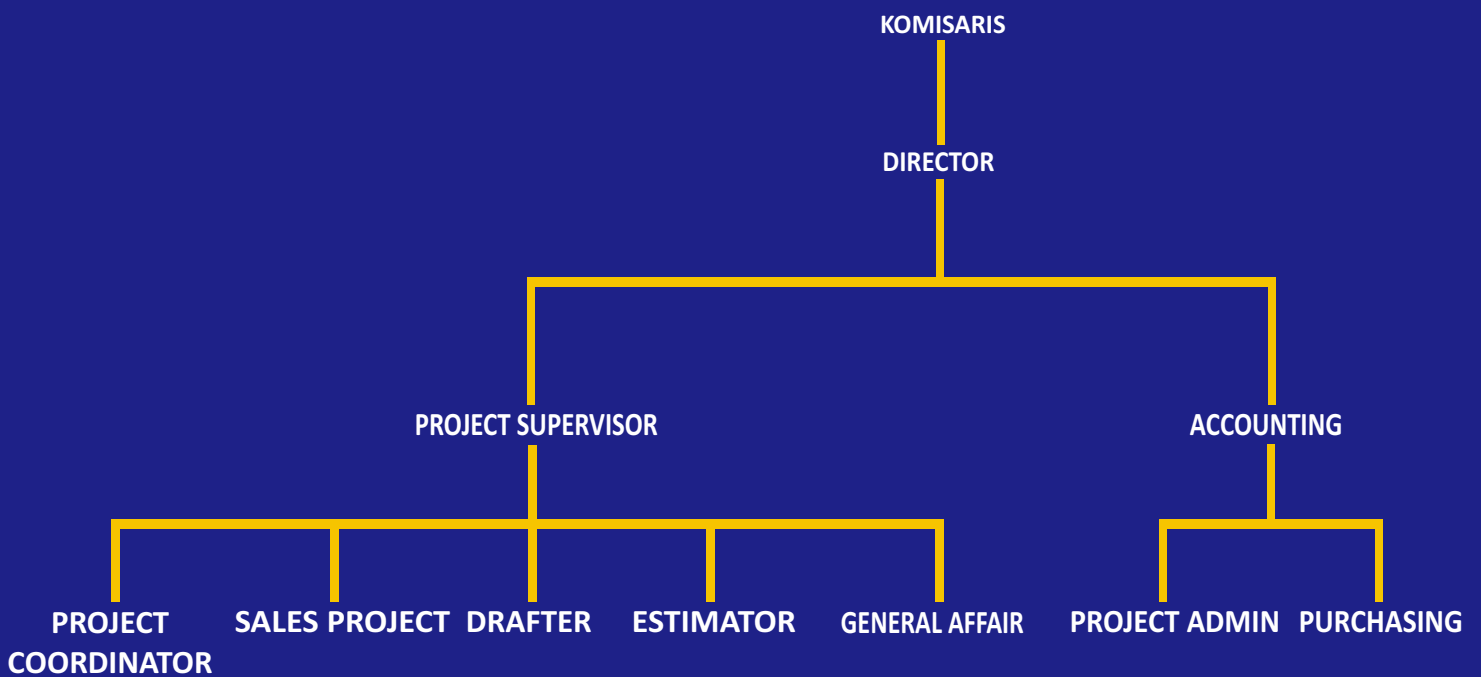 KOMISARIS
DIRECTOR
PROJECT SUPERVISOR
ACCOUNTING
PROJECT
COORDINATOR
SALES PROJECT
DRAFTER
ESTIMATOR
GENERAL AFFAIR
PROJECT ADMIN
PURCHASING